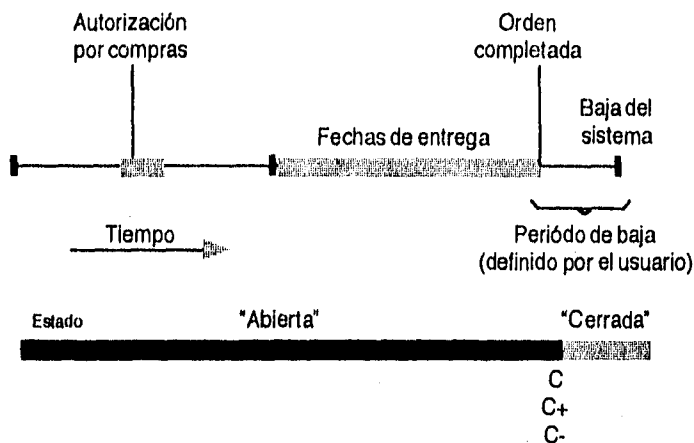 Autorización
por compras
Orden
completada
Baja del
sistema
Fechas de entrega
Tiempo
Periódo de baja
(definido por el usuario)
Estado
"Abierta"
"Cerrada"
C
C+
C-